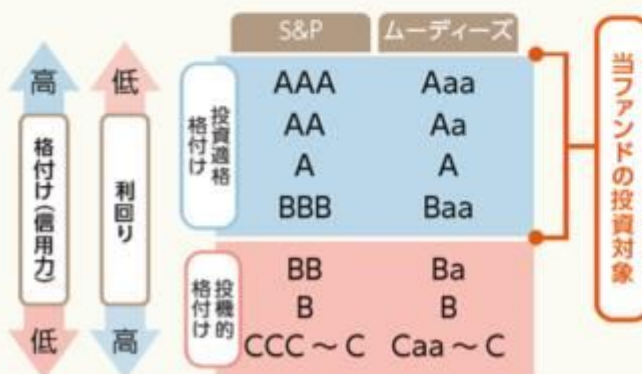 S&P ムーディーズ
高 低
格付け(信用力)
利回り
低 高
投資適格
格付け
AAA Aaa
AA Aa
A A
BBB Baa
投機的
格付け
BB Ba
B B
CCC ~ C Caa ~ C
当ファンドの投資対象